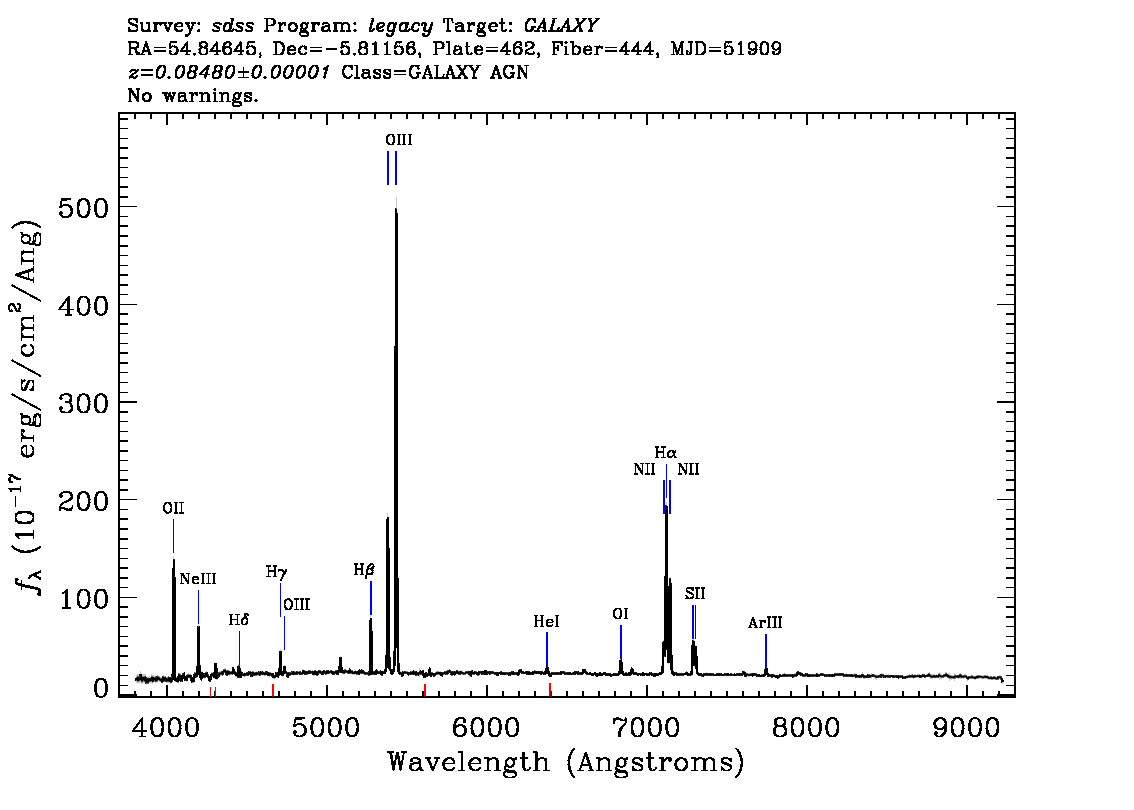 Survey: sdss Program: legacy Target: GALAXY
RA=54.84645, Dec=−5.81156, Plate=462, Fiber=444, MJD=51909
z=0.08480±0.00001 Class=GALAXY AGN
No warnings.
OIII
500
400
300
Hα
NII NII
200
OII
NeIII
Hγ
Hβ
OIII
100
Hδ
HeI
OI
SII
ArIII
0
4000 5000 6000 7000 8000 9000
Wavelength (Angstroms)
fλ (10⁻¹⁷ erg/s/cm²/Ang)